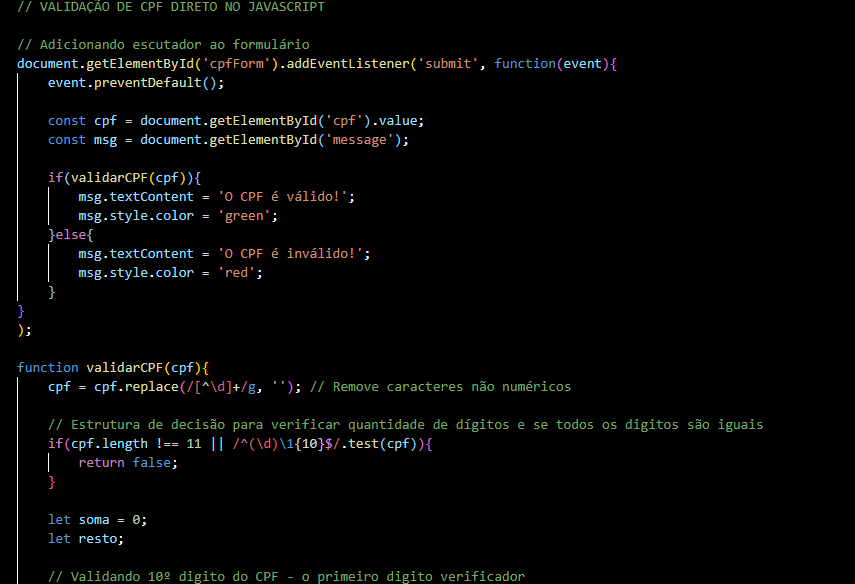 // VALIDAÇÃO DE CPF DIRETO NO JAVASCRIPT
// Adicionando escutador ao formulário
document.getElementById('cpfForm').addEventListener('submit', function(event){
event.preventDefault();
const cpf = document.getElementById('cpf').value;
const msg = document.getElementById('message');
if(validarCPF(cpf)){
msg.textContent = 'O CPF é válido!';
msg.style.color = 'green';
}else{
msg.textContent = 'O CPF é inválido!';
msg.style.color = 'red';
}
}
);
function validarCPF(cpf){
cpf = cpf.replace(/[^\d]+/g, ''); // Remove caracteres não numéricos
// Estrutura de decisão para verificar quantidade de dígitos e se todos os digitos são iguais
if(cpf.length !== 11 || /^(\d)\1{10}$/.test(cpf)){
return false;
}
let soma = 0;
let resto;
// Validando 10º digito do CPF - o primeiro digito verificador